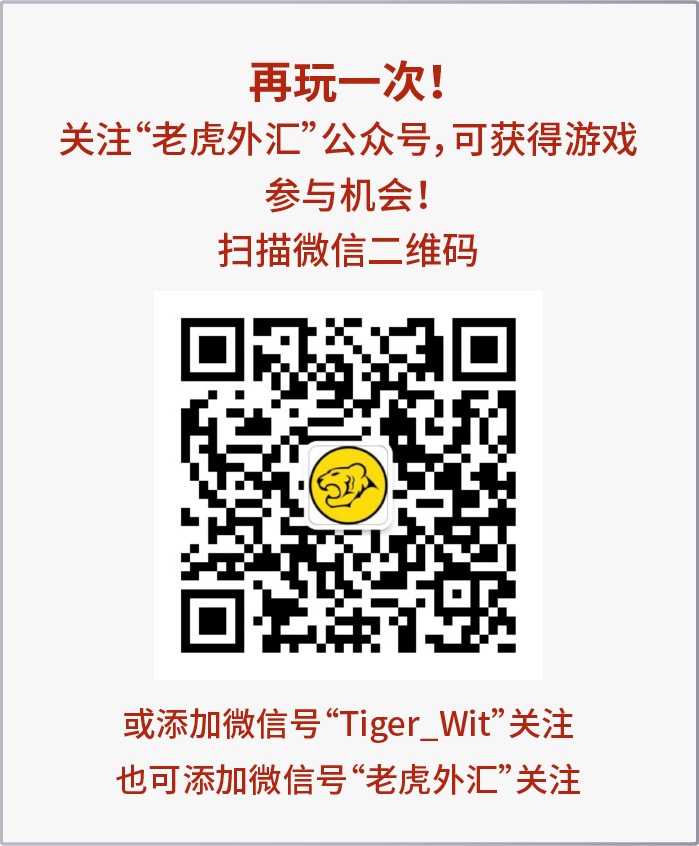 再玩一次！
关注“老虎外汇”公众号，可获得游戏
参与机会！
扫描微信二维码
或添加微信号“Tiger_Wit”关注
也可添加微信号“老虎外汇”关注